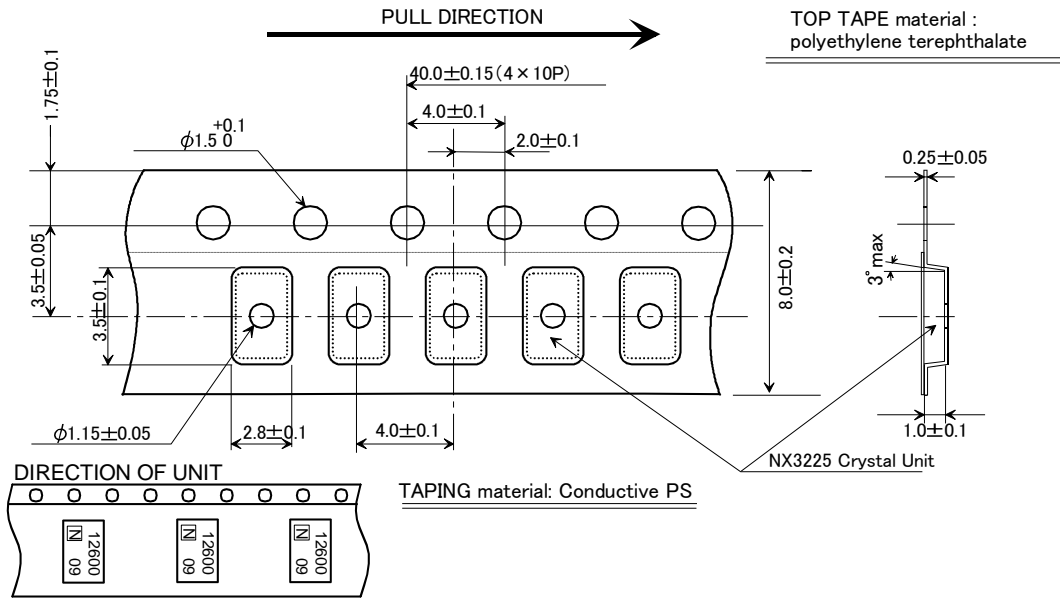 PULL DIRECTION
TOP TAPE material :
polyethylene terephthalate
1.75±0.1
40.0±0.15(4×10P)
4.0±0.1
+0.1
φ1.5 0
2.0±0.1
0.25±0.05
3.5±0.05
3.5±0.1
8.0±0.2
3° max
φ1.15±0.05
2.8±0.1
4.0±0.1
1.0±0.1
NX3225 Crystal Unit
DIRECTION OF UNIT
TAPING material: Conductive PS
12600
N 09
12600
N 09
12600
N 09